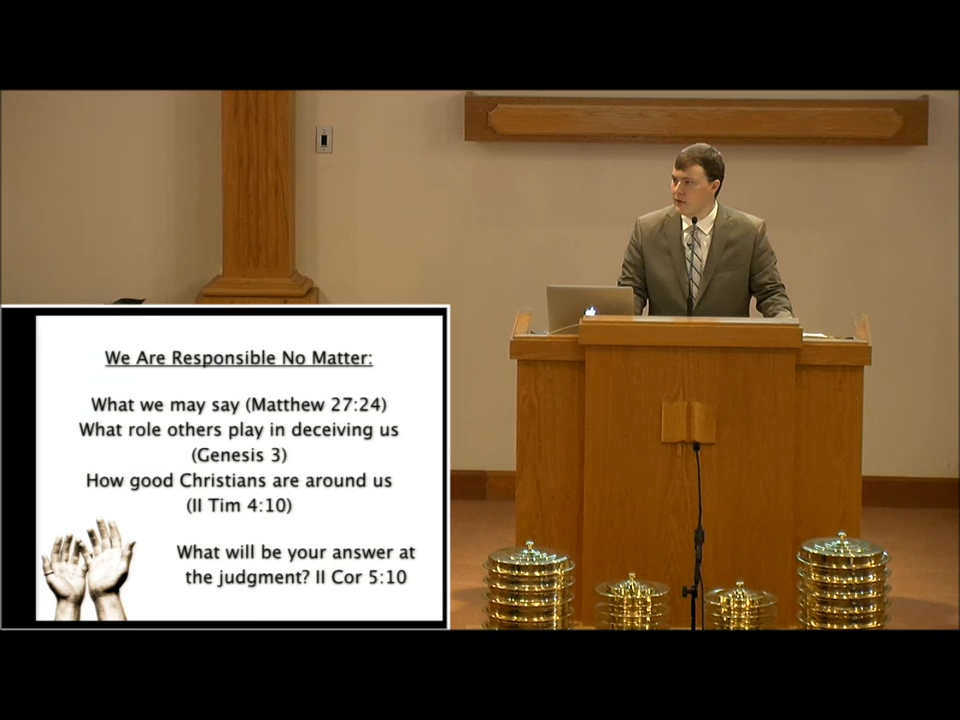 We Are Responsible No Matter:
What we may say (Matthew 27:24)
What role others play in deceiving us
(Genesis 3)
How good Christians are around us
(II Tim 4:10)
What will be your answer at
the judgment? II Cor 5:10